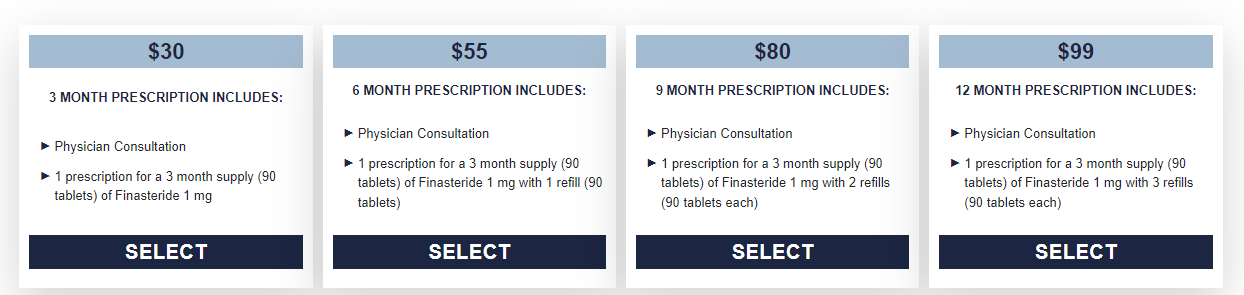 $30
3 MONTH PRESCRIPTION INCLUDES:
► Physician Consultation
► 1 prescription for a 3 month supply (90
tablets) of Finasteride 1 mg
SELECT
$55
6 MONTH PRESCRIPTION INCLUDES:
► Physician Consultation
► 1 prescription for a 3 month supply (90
tablets) of Finasteride 1 mg with 1 refill (90
tablets)
SELECT
$80
9 MONTH PRESCRIPTION INCLUDES:
► Physician Consultation
► 1 prescription for a 3 month supply (90
tablets) of Finasteride 1 mg with 2 refills
(90 tablets each)
SELECT
$99
12 MONTH PRESCRIPTION INCLUDES:
► Physician Consultation
► 1 prescription for a 3 month supply (90
tablets) of Finasteride 1 mg with 3 refills
(90 tablets each)
SELECT